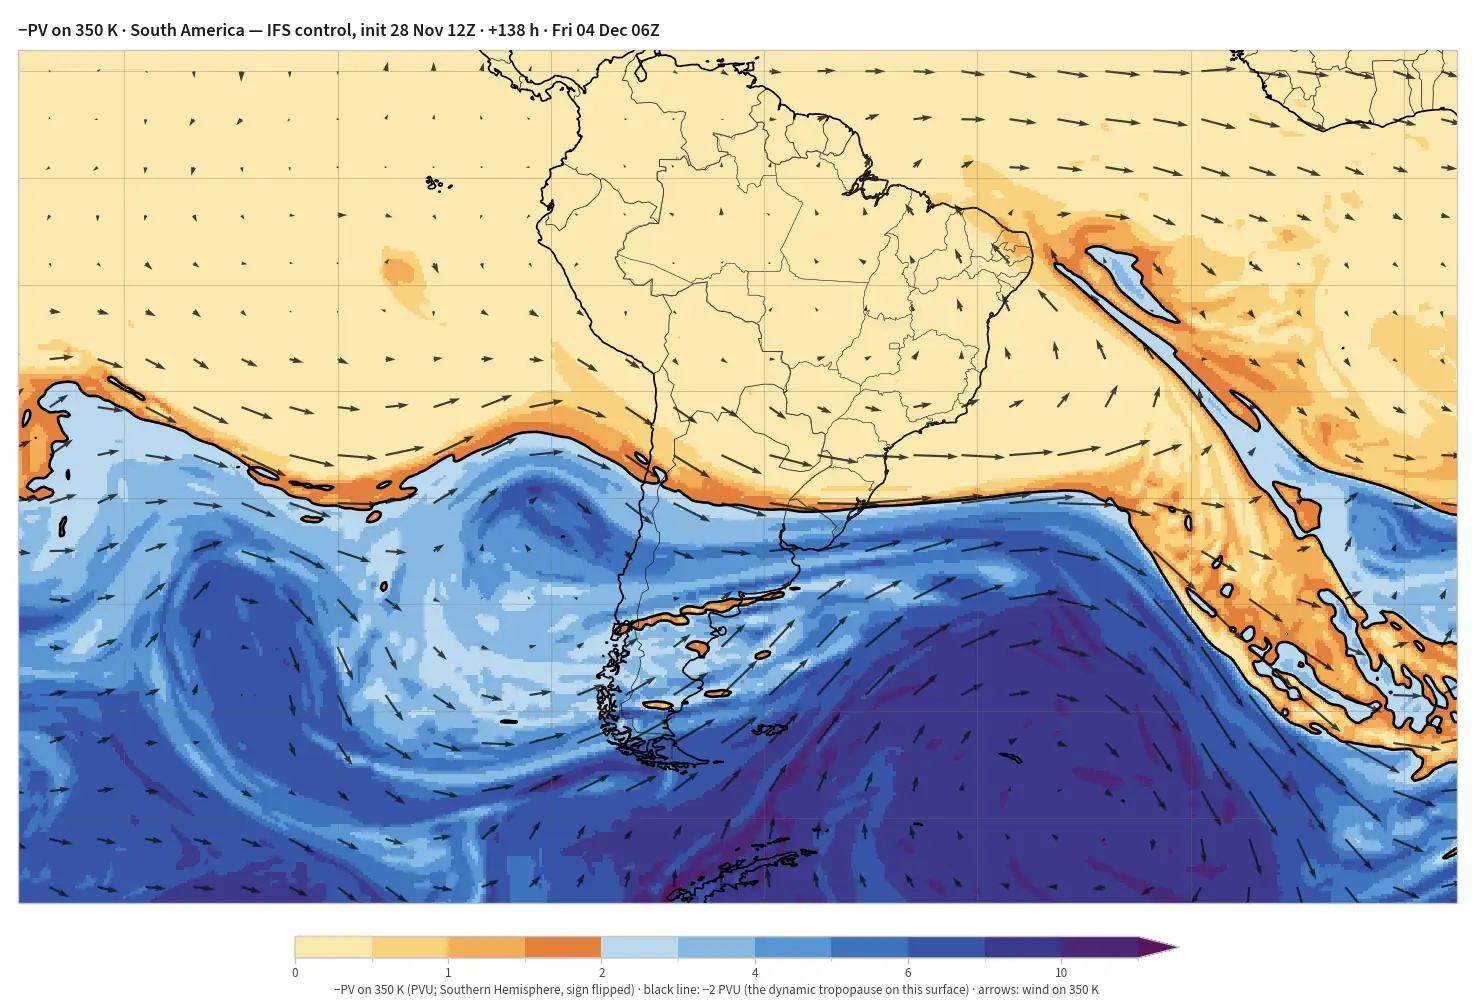 −PV on 350 K · South America — IFS control, init 28 Nov 12Z · +138 h · Fri 04 Dec 06Z
0 1 2 4 6 10
−PV on 350 K (PVU; Southern Hemisphere, sign flipped) · black line: −2 PVU (the dynamic tropopause on this surface) · arrows: wind on 350 K